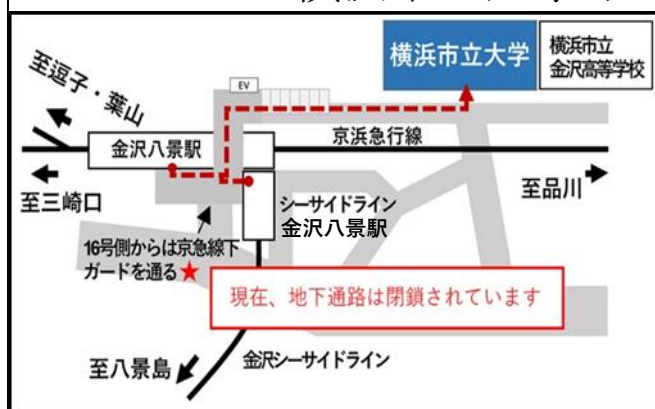 横浜市立大学
横浜市立
金沢高等学校
至逗子・葉山
EV
金沢八景駅
京浜急行線
至三崎口
至品川
シーサイドライン
金沢八景駅
16号側からは京急線下
ガードを通る★
現在、地下通路は閉鎖されています
至八景島
金沢シーサイドライン